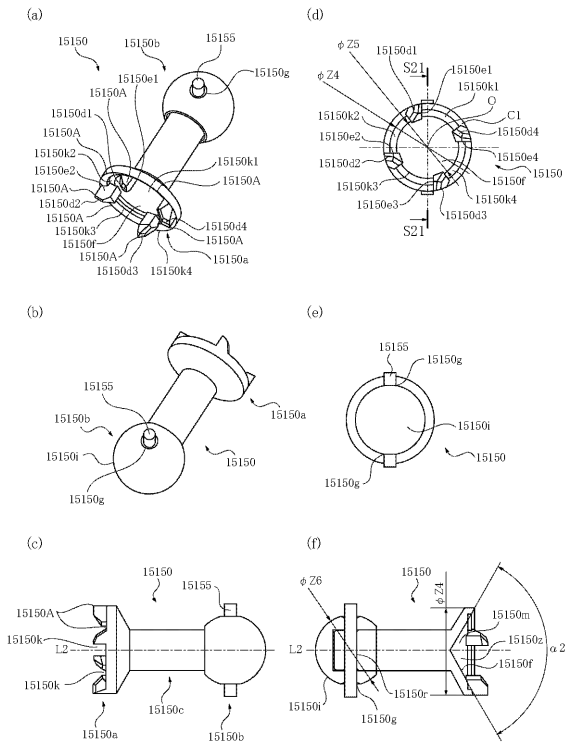 (a)
15150
15150b
15155
15150g
15150e1
15150A
15150d1
15150A
15150k2
15150e2
15150A
15150d2
15150A
15150k3
15150f
15150A
15150d3
15150k1
15150A
15150d4
15150A
15150a
15150k4
(d)
S21
φZ5
φZ4
15150d1
15150e1
15150k1
O
C1
15150d4
15150e4
15150
15150f
15150k4
15150d3
15150k2
15150e2
15150d2
15150k3
15150e3
S21
(b)
15155
15150b
15150i
15150g
15150a
15150
(e)
15155
15150g
15150i
15150
15150g
(c)
15150
15155
15150A
15150k
L2
15150k
15150a
15150c
15150b
(f)
φZ6
15150
φZ4
15150m
15150z
15150f
α2
L2
15150i
15150g
15150r